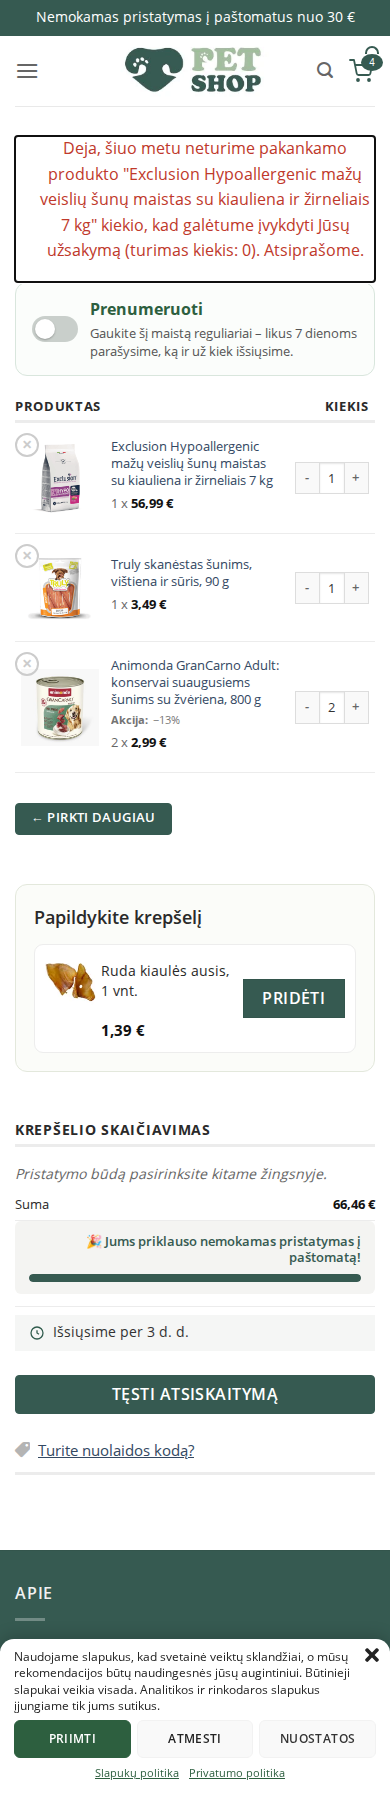 Nemokamas pristatymas į paštomatus nuo 30 €
PET
SHOP
4
Deja, šiuo metu neturime pakankamo
produkto "Exclusion Hypoallergenic mažų
veislių šunų maistas su kiauliena ir žirneliais
7 kg" kiekio, kad galėtume įvykdyti Jūsų
užsakymą (turimas kiekis: 0). Atsiprašome.
Prenumeruoti
Gaukite šį maistą reguliariai – likus 7 dienoms
parašysime, ką ir už kiek išsiųsime.
PRODUKTAS KIEKIS
Exclusion Hypoallergenic
mažų veislių šunų maistas
su kiauliena ir žirneliais 7 kg
1 x 56,99 €
- 1 +
Truly skanėstas šunims,
vištiena ir sūris, 90 g
1 x 3,49 €
- 1 +
Animonda GranCarno Adult:
konservai suaugusiems
šunims su žvėriena, 800 g
Akcija: −13%
2 x 2,99 €
- 2 +
← PIRKTI DAUGIAU
Papildykite krepšelį
Ruda kiaulės ausis,
1 vnt.
1,39 €
PRIDĖTI
KREPŠELIO SKAIČIAVIMAS
Pristatymo būdą pasirinksite kitame žingsnyje.
Suma 66,46 €
🎉 Jums priklauso nemokamas pristatymas į
paštomatą!
Išsiųsime per 3 d. d.
TĘSTI ATSISKAITYMĄ
Turite nuolaidos kodą?
APIE
Naudojame slapukus, kad svetainė veiktų sklandžiai, o mūsų
rekomendacijos būtų naudingesnės jūsų augintiniui. Būtinieji
slapukai veikia visada. Analitikos ir rinkodaros slapukus
įjungiame tik jums sutikus.
PRIIMTI ATMESTI NUOSTATOS
Slapukų politika Privatumo politika